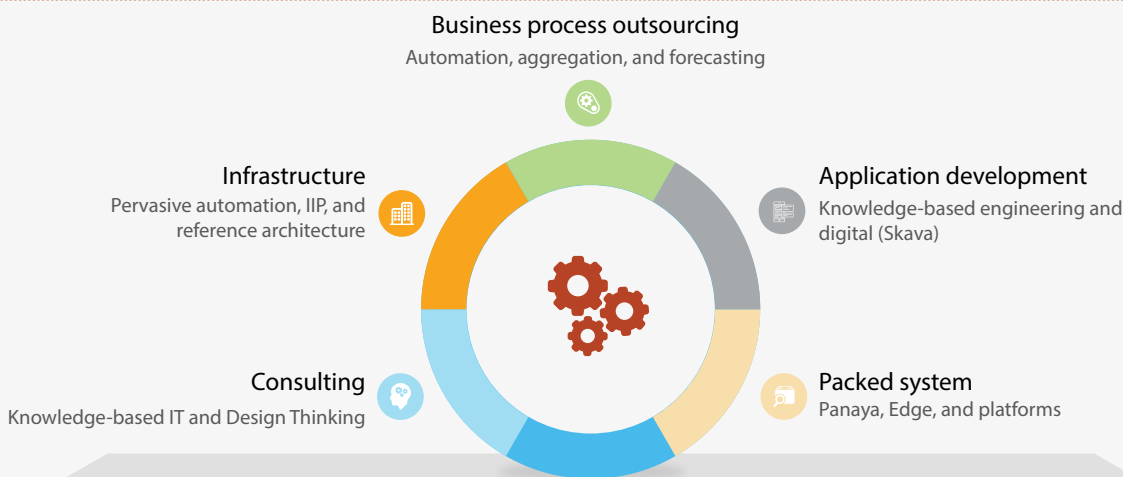 Business process outsourcing
Automation, aggregation, and forecasting
Infrastructure
Pervasive automation, IIP, and
reference architecture
Application development
Knowledge-based engineering and
digital (Skava)
Consulting
Knowledge-based IT and Design Thinking
Packed system
Panaya, Edge, and platforms